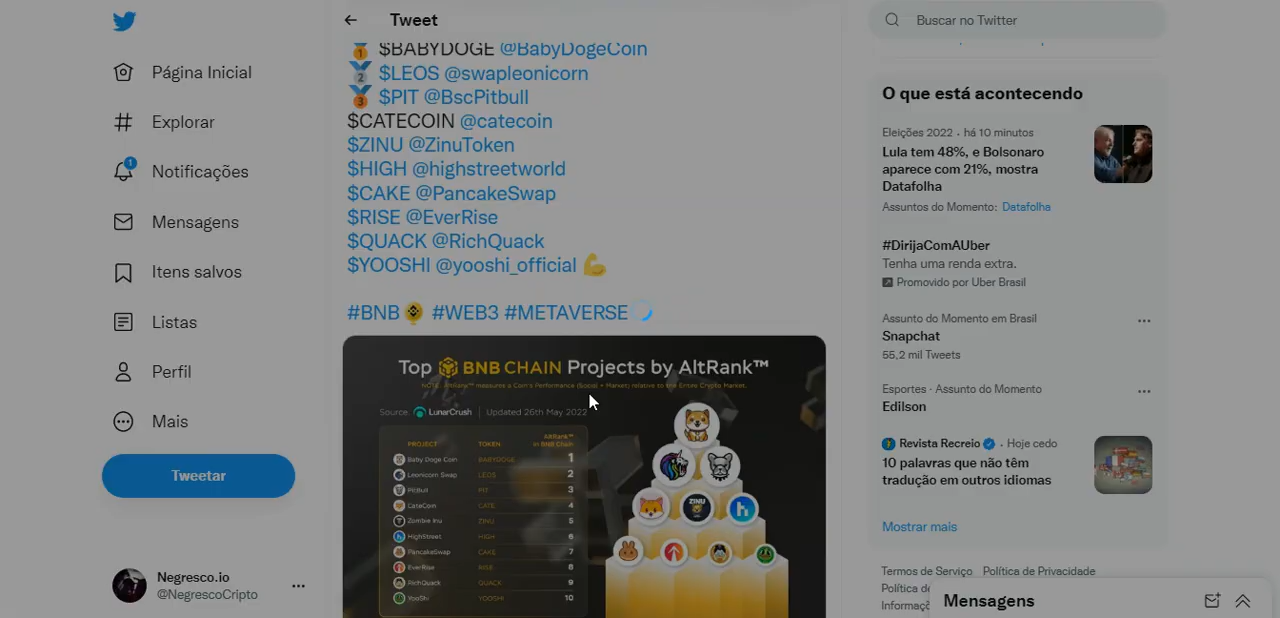 Página Inicial
Explorar
1
Notificações
Mensagens
Itens salvos
Listas
Perfil
Mais
Tweetar
Negresco.io
@NegrescoCripto
Tweet
$BABYDOGE @BabyDogeCoin
$LEOS @swapleonicorn
$PIT @BscPitbull
$CATECOIN @catecoin
$ZINU @ZinuToken
$HIGH @highstreetworld
$CAKE @PancakeSwap
$RISE @EverRise
$QUACK @RichQuack
$YOOSHI @yooshi_official
#BNB #WEB3 #METAVERSE
Top BNB CHAIN Projects by AltRank™
NOTE: AltRank™ measures a Coin's Performance (Social + Market) relative to the Entire Crypto Market.
Source: LunarCrush | Updated 26th May 2022
PROJECT TOKEN AltRank™ in BNB Chain
Baby Doge Coin BABYDOGE 1
Leonicorn Swap LEOS 2
PitBull PIT 3
CateCoin CATE 4
Zombie Inu ZINU 5
HighStreet HIGH 6
PancakeSwap CAKE 7
EverRise RISE 8
RichQuack QUACK 9
YooShi YOOSHI 10
ZINU
Buscar no Twitter
O que está acontecendo
Eleições 2022 · há 10 minutos
Lula tem 48%, e Bolsonaro
aparece com 21%, mostra
Datafolha
Assuntos do Momento: Datafolha
#DirijaComAUber
Tenha uma renda extra.
Promovido por Uber Brasil
Assunto do Momento em Brasil
Snapchat
55,2 mil Tweets
Esportes · Assunto do Momento
Edilson
Revista Recreio · Hoje cedo
10 palavras que não têm
tradução em outros idiomas
Mostrar mais
Termos de Serviço Política de Privacidade
Política de
Mensagens